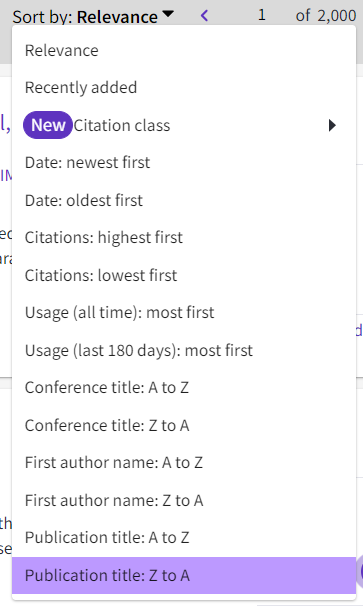 Sort by: Relevance < 1 of 2,000
Relevance
Recently added
New Citation class
Date: newest first
Date: oldest first
Citations: highest first
Citations: lowest first
Usage (all time): most first
Usage (last 180 days): most first
Conference title: A to Z
Conference title: Z to A
First author name: A to Z
First author name: Z to A
Publication title: A to Z
Publication title: Z to A